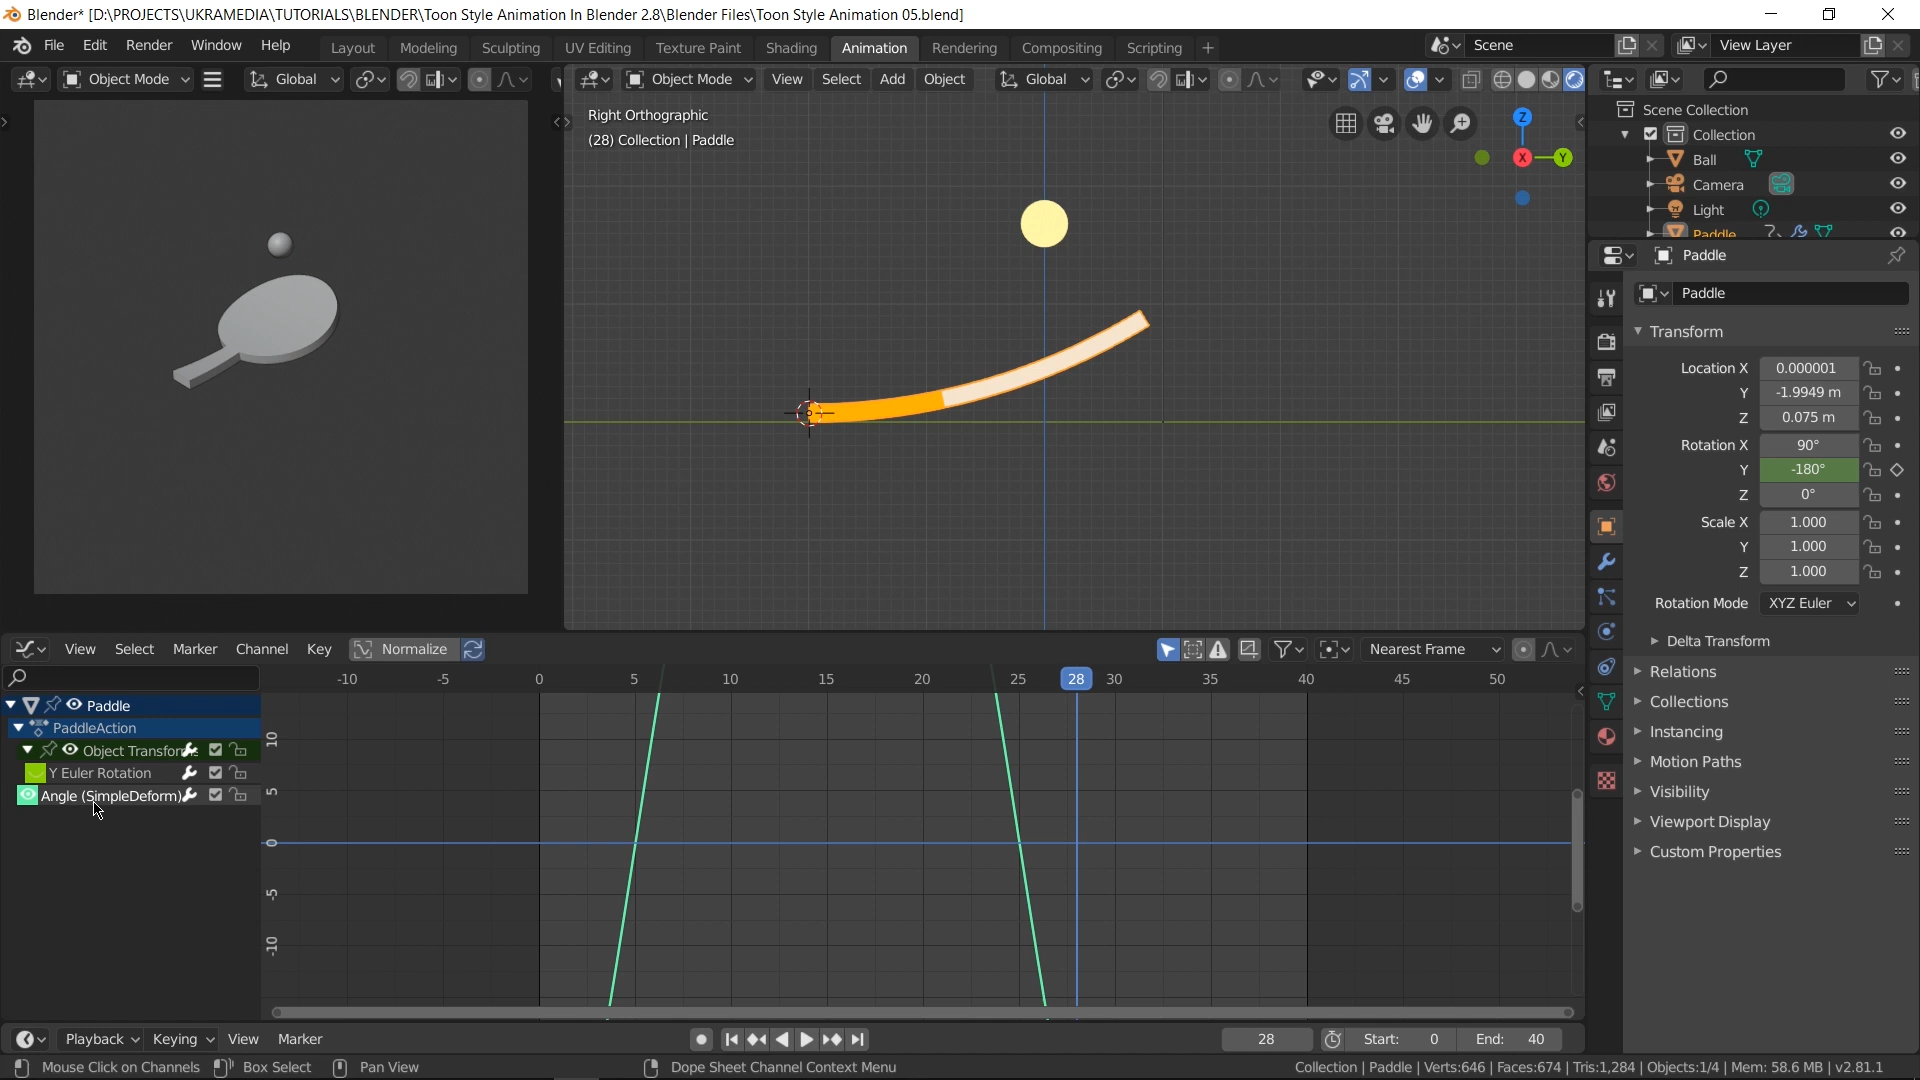 Blender* [D:\PROJECTS\UKRAMEDIA\TUTORIALS\BLENDER\Toon Style Animation In Blender 2.8\Blender Files\Toon Style Animation 05.blend]
File Edit Render Window Help Layout Modeling Sculpting UV Editing Texture Paint Shading Animation Rendering Compositing Scripting + Scene View Layer
Object Mode Global Object Mode View Select Add Object Global
Right Orthographic
(28) Collection | Paddle
Z
X
Y
Scene Collection
Collection
Ball
Camera
Light
Paddle
Paddle
Paddle
Transform
Location X 0.000001
Y -1.9949 m
Z 0.075 m
Rotation X 90°
Y -180°
Z 0°
Scale X 1.000
Y 1.000
Z 1.000
Rotation Mode XYZ Euler
Delta Transform
Relations
Collections
Instancing
Motion Paths
Visibility
Viewport Display
Custom Properties
View Select Marker Channel Key Normalize Nearest Frame
-10 -5 0 5 10 15 20 25 28 30 35 40 45 50
Paddle
PaddleAction
Object Transforms
Y Euler Rotation
Angle (SimpleDeform)
10
5
0
-5
-10
Playback Keying View Marker 28 Start: 0 End: 40
Mouse Click on Channels Box Select Pan View Dope Sheet Channel Context Menu Collection | Paddle | Verts:646 | Faces:674 | Tris:1,284 | Objects:1/4 | Mem: 58.6 MB | v2.81.1